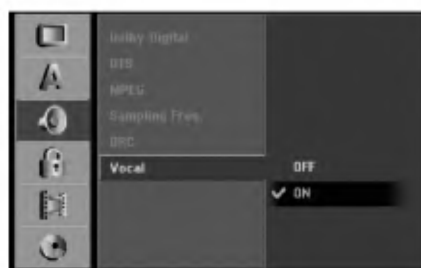 A
Dolby Digital
DTS
MPEG
Sampling Freq.
DRC
Vocal
OFF
ON